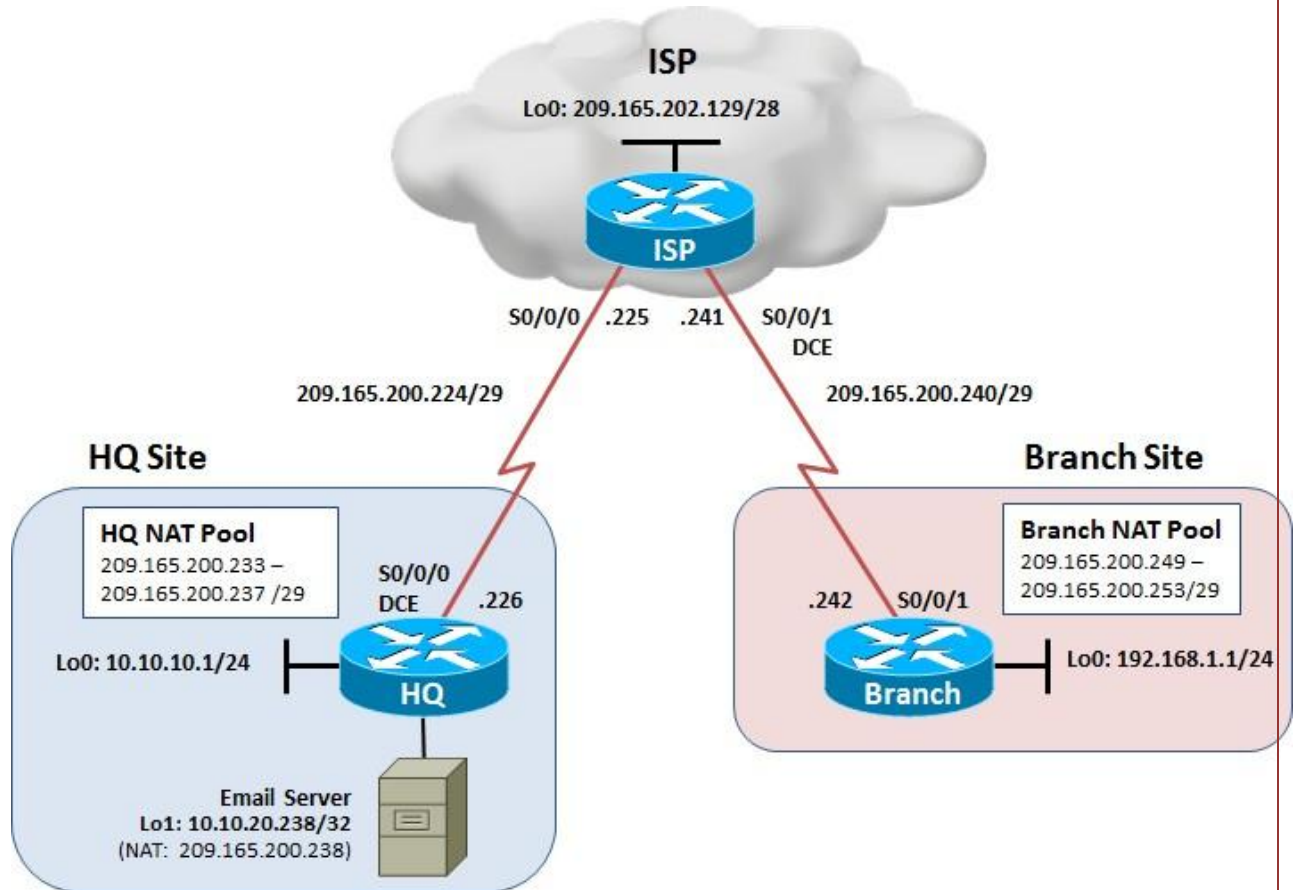 ISP
Lo0: 209.165.202.129/28
ISP
S0/0/0 .225 .241 S0/0/1
DCE
209.165.200.224/29
209.165.200.240/29
HQ Site
Branch Site
HQ NAT Pool
209.165.200.233 –
209.165.200.237 /29
S0/0/0
DCE
.226
Branch NAT Pool
209.165.200.249 –
209.165.200.253/29
.242 S0/0/1
Lo0: 10.10.10.1/24
HQ
Branch
Lo0: 192.168.1.1/24
Email Server
Lo1: 10.10.20.238/32
(NAT: 209.165.200.238)